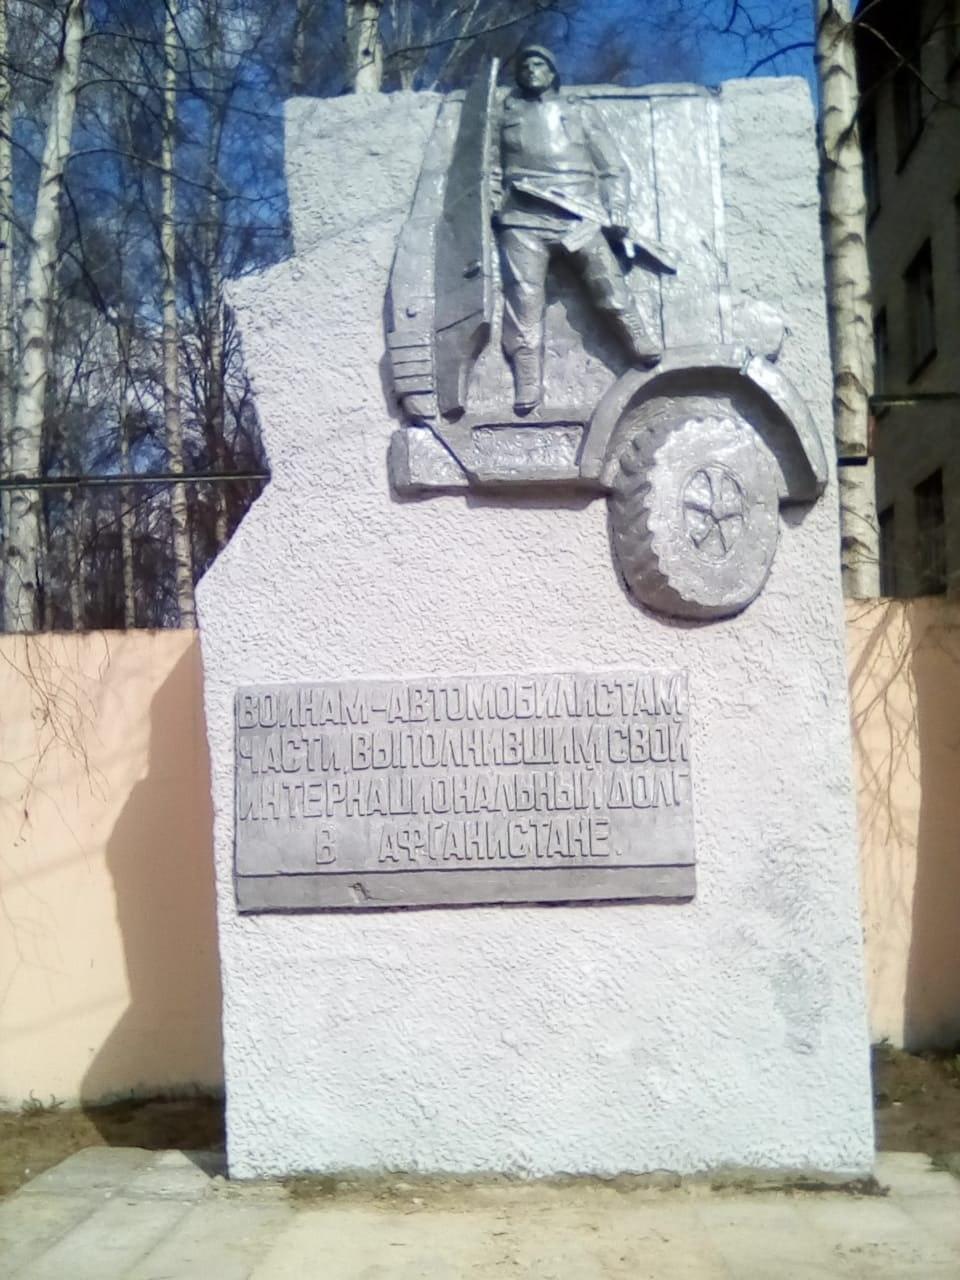 ВОИНАМ-АВТОМОБИЛИСТАМ
ЧАСТИ, ВЫПОЛНИВШИМ СВОЙ
ИНТЕРНАЦИОНАЛЬНЫЙ ДОЛГ
В АФГАНИСТАНЕ.